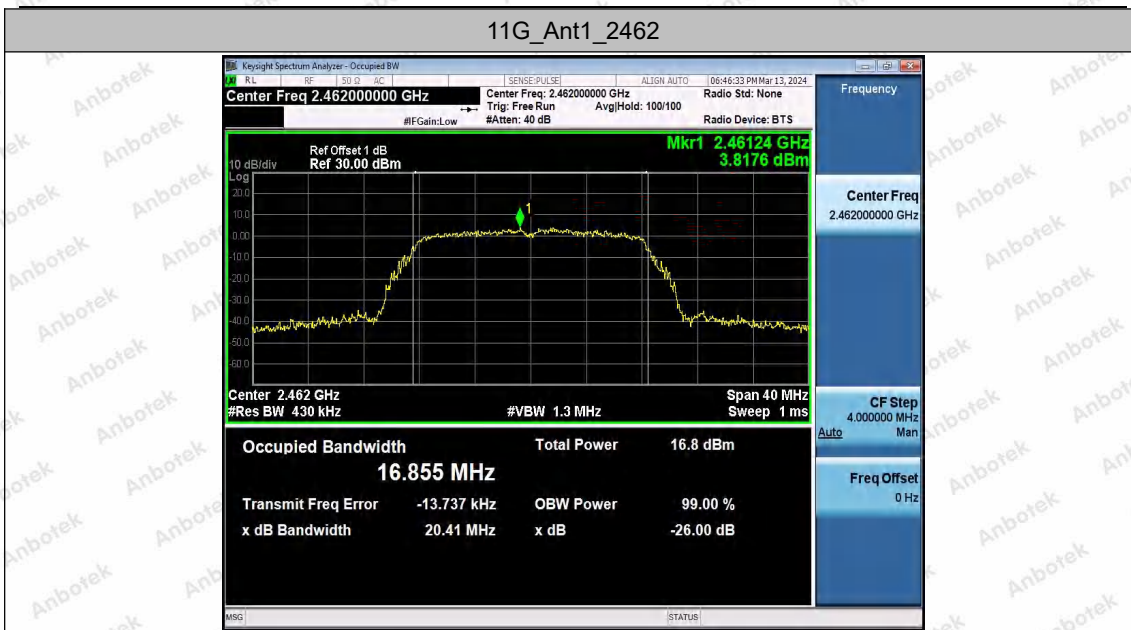 11G_Ant1_2462
Keysight Spectrum Analyzer - Occupied BW
RL RF 50 Ω AC SENSE:PULSE ALIGN AUTO 06:46:33 PM Mar 13, 2024
Center Freq 2.462000000 GHz
Center Freq: 2.462000000 GHz
Radio Std: None
Trig: Free Run Avg|Hold: 100/100
#IFGain:Low #Atten: 40 dB Radio Device: BTS
Frequency
Ref Offset 1 dB
Mkr1 2.46124 GHz
10 dB/div Ref 30.00 dBm 3.8176 dBm
Log
20.0
10.0
0.00
-10.0
-20.0
-30.0
-40.0
-50.0
-60.0
1
Center 2.462 GHz Span 40 MHz
#Res BW 430 kHz #VBW 1.3 MHz Sweep 1 ms
Center Freq
2.462000000 GHz
CF Step
4.000000 MHz
Auto Man
Freq Offset
0 Hz
Occupied Bandwidth Total Power 16.8 dBm
16.855 MHz
Transmit Freq Error -13.737 kHz OBW Power 99.00 %
x dB Bandwidth 20.41 MHz x dB -26.00 dB
MSG STATUS
Anbotek